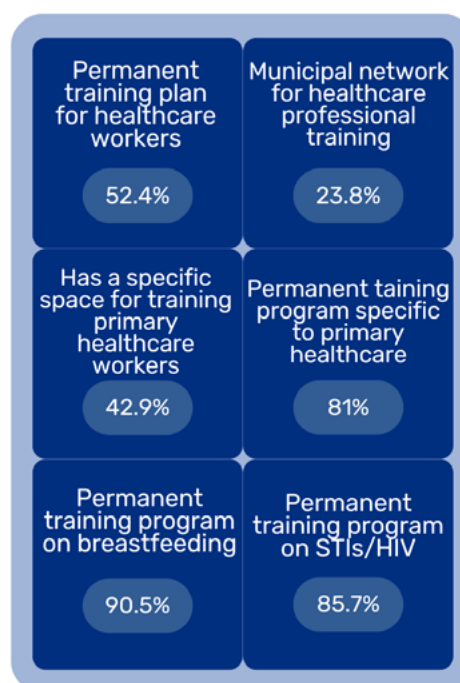 Permanent
training plan
for healthcare
workers
52.4%
Municipal network
for healthcare
professional
training
23.8%
Has a specific
space for training
primary
healthcare
workers
42.9%
Permanent taining
program specific
to primary
healthcare
81%
Permanent
training program
on breastfeeding
90.5%
Permanent
training program
on STIs/HIV
85.7%